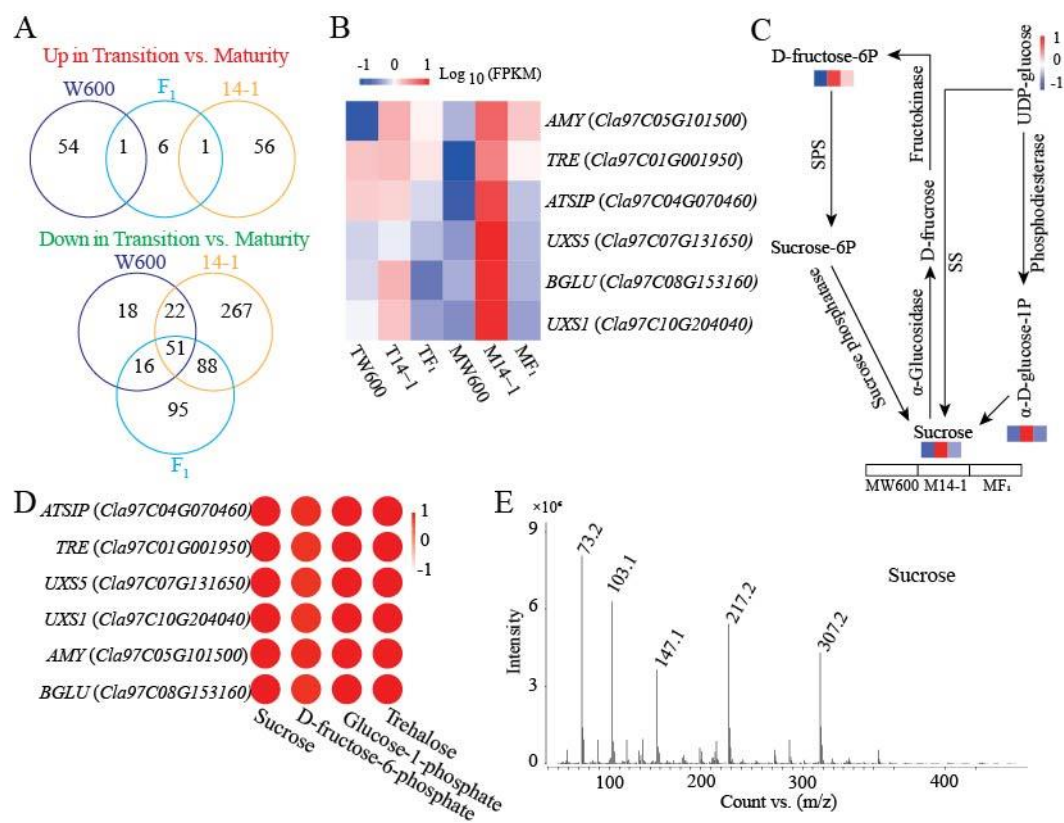 A
Up in Transition vs. Maturity
W600
F1
14-1
54
1
6
1
56
Down in Transition vs. Maturity
W600
14-1
18
22
267
51
16
88
95
F1
B
-1 0 1
Log10 (FPKM)
AMY (Cla97C05G101500)
TRE (Cla97C01G001950)
ATSIP (Cla97C04G070460)
UXS5 (Cla97C07G131650)
BGLU (Cla97C08G153160)
UXS1 (Cla97C10G204040)
TW600
T14-1
TF1
MW600
M14-1
MF1
C
D-fructose-6P
UDP-glucose
1
0
-1
Fructokinase
SPS
D-fucrose
SS
Phosphodiesterase
Sucrose-6P
Sucrose phosphatase
α-Glucosidase
α-D-glucose-1P
Sucrose
MW600
M14-1
MF1
D
ATSIP (Cla97C04G070460)
TRE (Cla97C01G001950)
UXS5 (Cla97C07G131650)
UXS1 (Cla97C10G204040)
AMY (Cla97C05G101500)
BGLU (Cla97C08G153160)
1
0
-1
Sucrose
D-fructose-6-phosphate
Glucose-1-phosphate
Trehalose
E
×10⁶
9
6
3
0
Intensity
73.2
103.1
147.1
217.2
307.2
Sucrose
100
200
300
400
Count vs. (m/z)